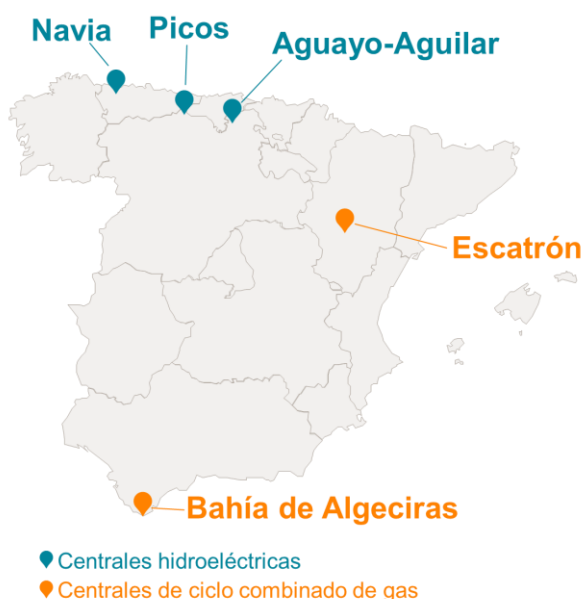 Navia
Picos
Aguayo-Aguilar
Escatrón
Bahía de Algeciras
Centrales hidroeléctricas
Centrales de ciclo combinado de gas